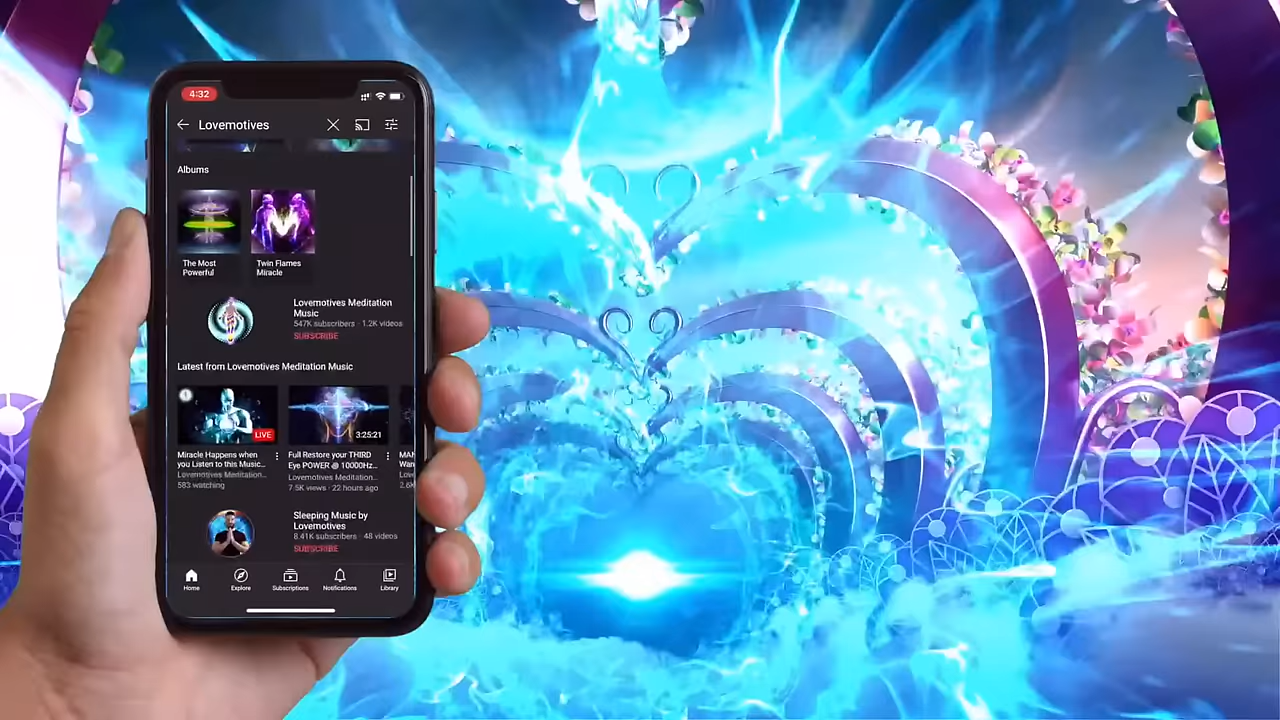 4:32
Lovemotives
Albums
The Most
Powerful
Twin Flames
Miracle
Lovemotives Meditation
Music
547K subscribers · 1.2K videos
SUBSCRIBE
Latest from Lovemotives Meditation Music
LIVE
3:25:21
Miracle Happens when
you Listen to this Music...
Lovemotives Meditation...
583 watching
Full Restore your THIRD
Eye POWER @ 10000Hz...
Lovemotives Meditation...
7.5K views · 22 hours ago
Sleeping Music by
Lovemotives
8.41K subscribers · 48 videos
SUBSCRIBE
Home
Explore
Subscriptions
Notifications
Library